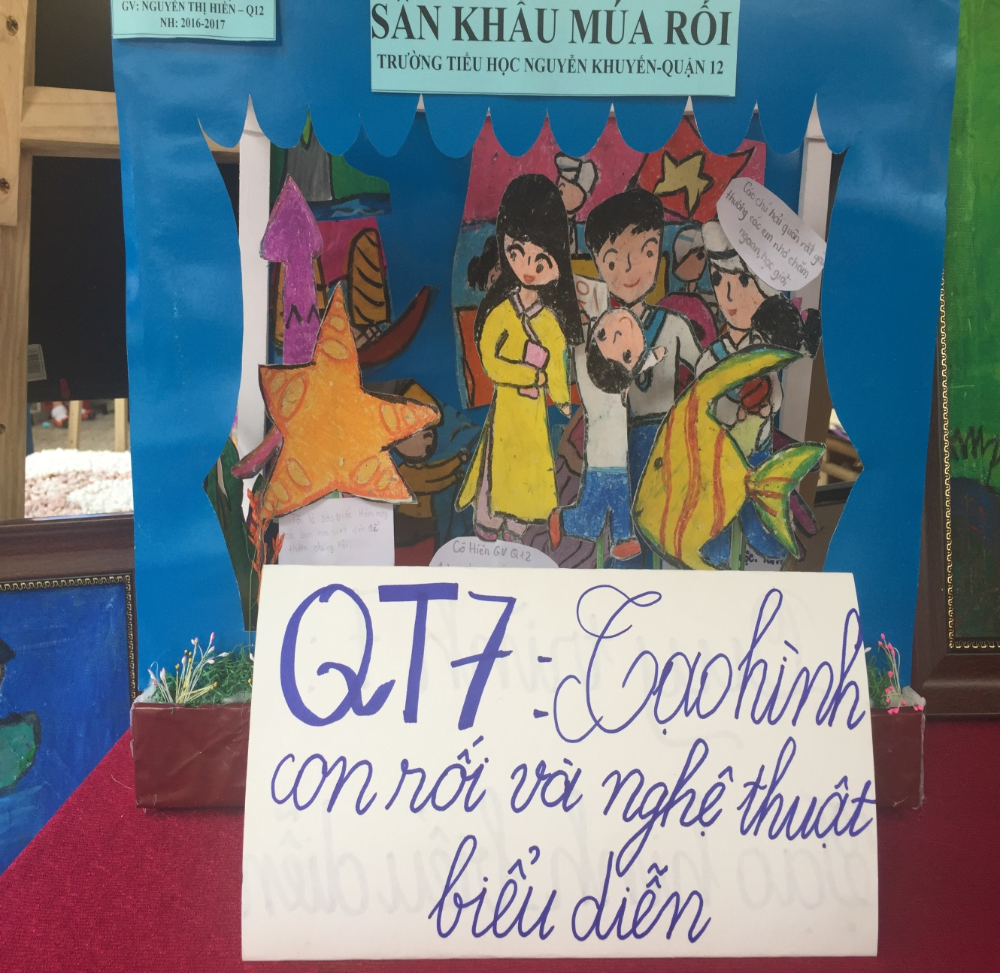 GV: NGUYỄN THỊ HIỀN – Q12
NH: 2016-2017
SÂN KHẤU MÚA RỐI
TRƯỜNG TIỂU HỌC NGUYỄN KHUYẾN-QUẬN 12
Các chú hải quân rất yêu
thương các em nhỏ chăm
ngoan, học giỏi
sao biển Hôm nay
các bạn học sinh đến để
thăm chúng tôi.
Cô Hiền GV Q12
QT7: Tạo hình
con rối và nghệ thuật
biểu diễn